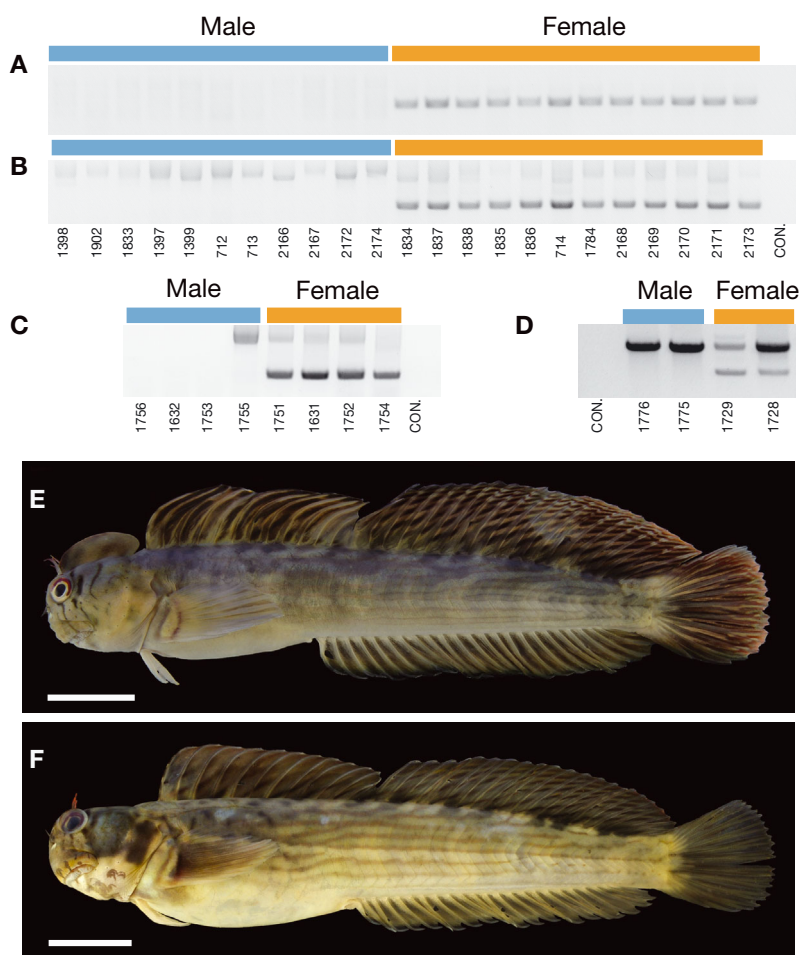 Male Female
A
B
1398 1902 1833 1397 1399 712 713 2166 2167 2172 2174 1834 1837 1838 1835 1836 714 1784 2168 2169 2170 2171 2173 CON.
Male Female
C
1756 1632 1753 1755 1751 1631 1752 1754 CON.
Male Female
D
CON. 1776 1775 1729 1728
E
F